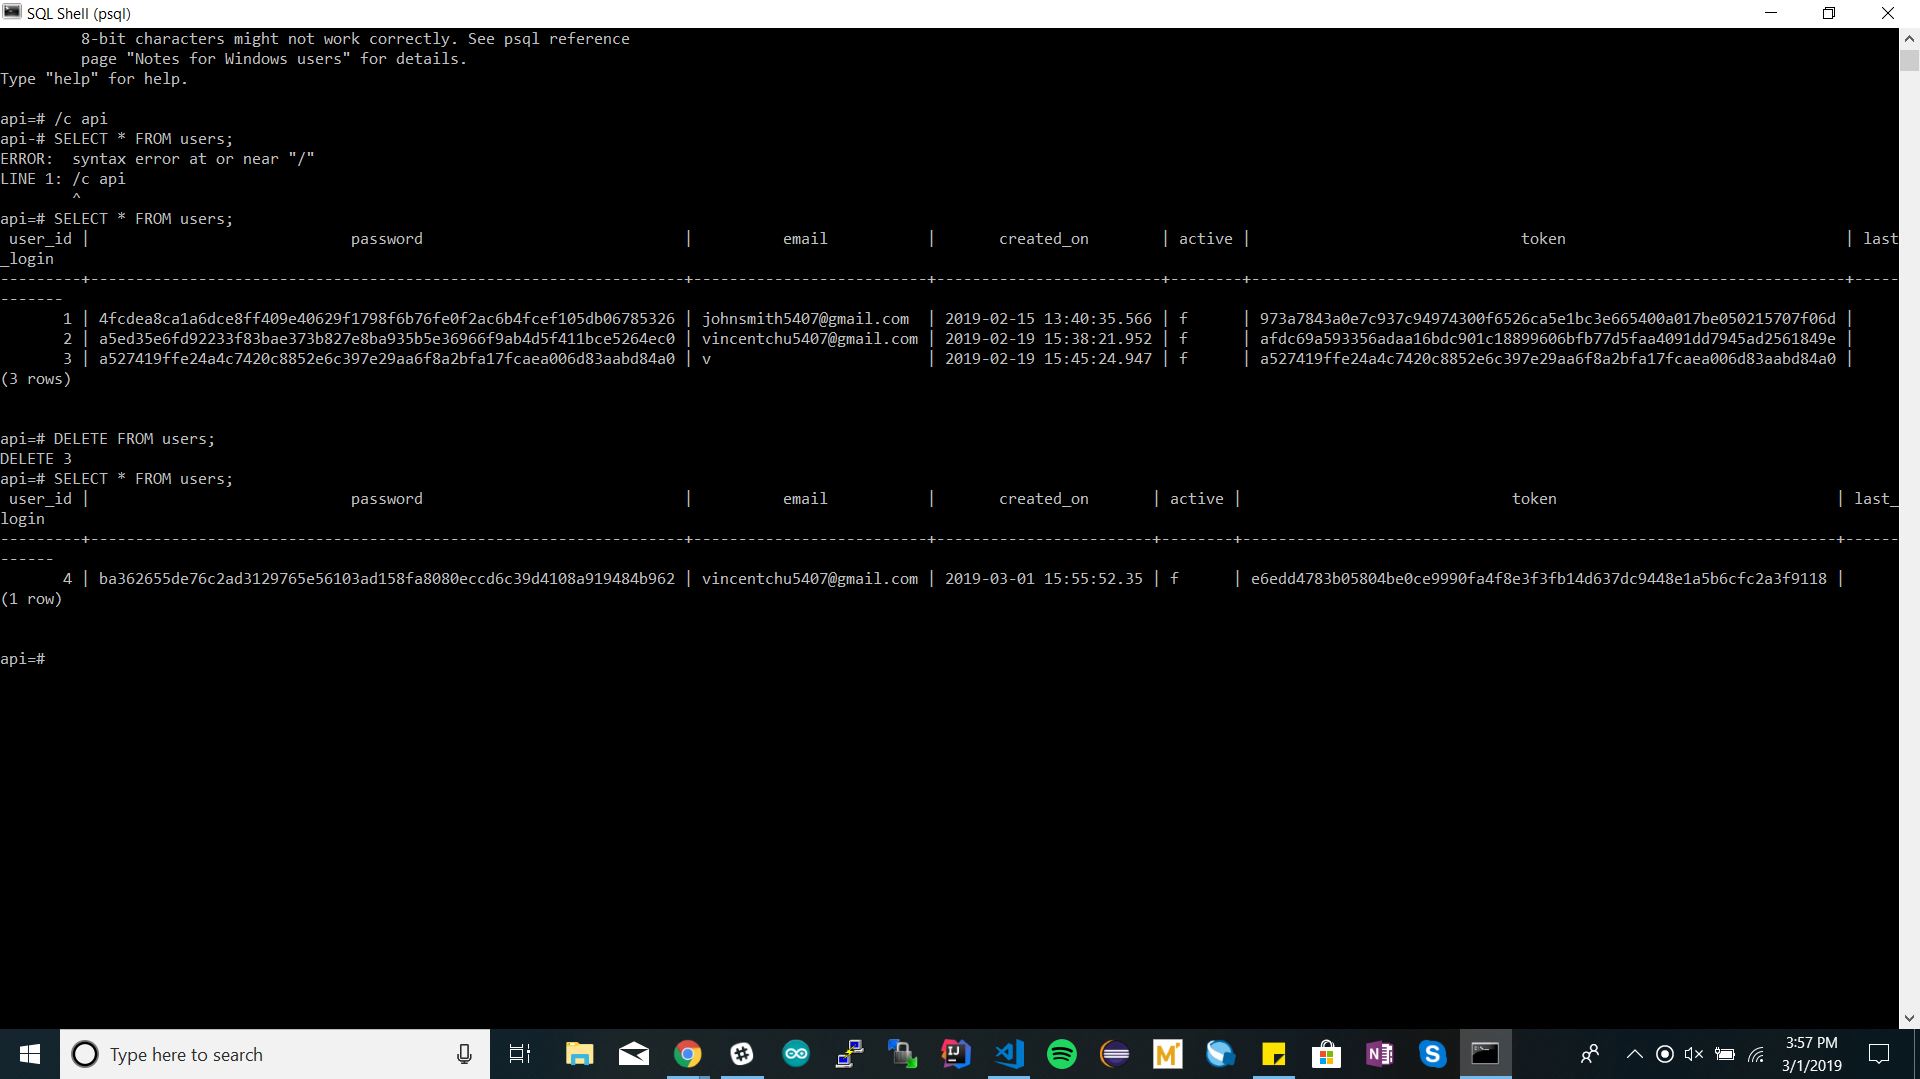 SQL Shell (psql)
8-bit characters might not work correctly. See psql reference
page "Notes for Windows users" for details.
Type "help" for help.
api=# /c api
api-# SELECT * FROM users;
ERROR:  syntax error at or near "/"
LINE 1: /c api
^
api=# SELECT * FROM users;
user_id | password | email | created_on | active | token | last
_login
---------+------------------------------------------------------------------+--------------------------+-------------------------+--------+------------------------------------------------------------------+-----
-------
1 | 4fcdea8ca1a6dce8ff409e40629f1798f6b76fe0f2ac6b4fcef105db06785326 | johnsmith5407@gmail.com | 2019-02-15 13:40:35.566 | f | 973a7843a0e7c937c94974300f6526ca5e1bc3e665400a017be050215707f06d |
2 | a5ed35e6fd92233f83bae373b827e8ba935b5e36966f9ab4d5f411bce5264ec0 | vincentchu5407@gmail.com | 2019-02-19 15:38:21.952 | f | afdc69a593356adaa16bdc901c18899606bfb77d5faa4091dd7945ad2561849e |
3 | a527419ffe24a4c7420c8852e6c397e29aa6f8a2bfa17fcaea006d83aabd84a0 | v | 2019-02-19 15:45:24.947 | f | a527419ffe24a4c7420c8852e6c397e29aa6f8a2bfa17fcaea006d83aabd84a0 |
(3 rows)
api=# DELETE FROM users;
DELETE 3
api=# SELECT * FROM users;
user_id | password | email | created_on | active | token | last_
login
---------+------------------------------------------------------------------+--------------------------+------------------------+--------+------------------------------------------------------------------+------
------
4 | ba362655de76c2ad3129765e56103ad158fa8080eccd6c39d4108a919484b962 | vincentchu5407@gmail.com | 2019-03-01 15:55:52.35 | f | e6edd4783b05804be0ce9990fa4f8e3f3fb14d637dc9448e1a5b6cfc2a3f9118 |
(1 row)
api=#
Type here to search
3:57 PM
3/1/2019